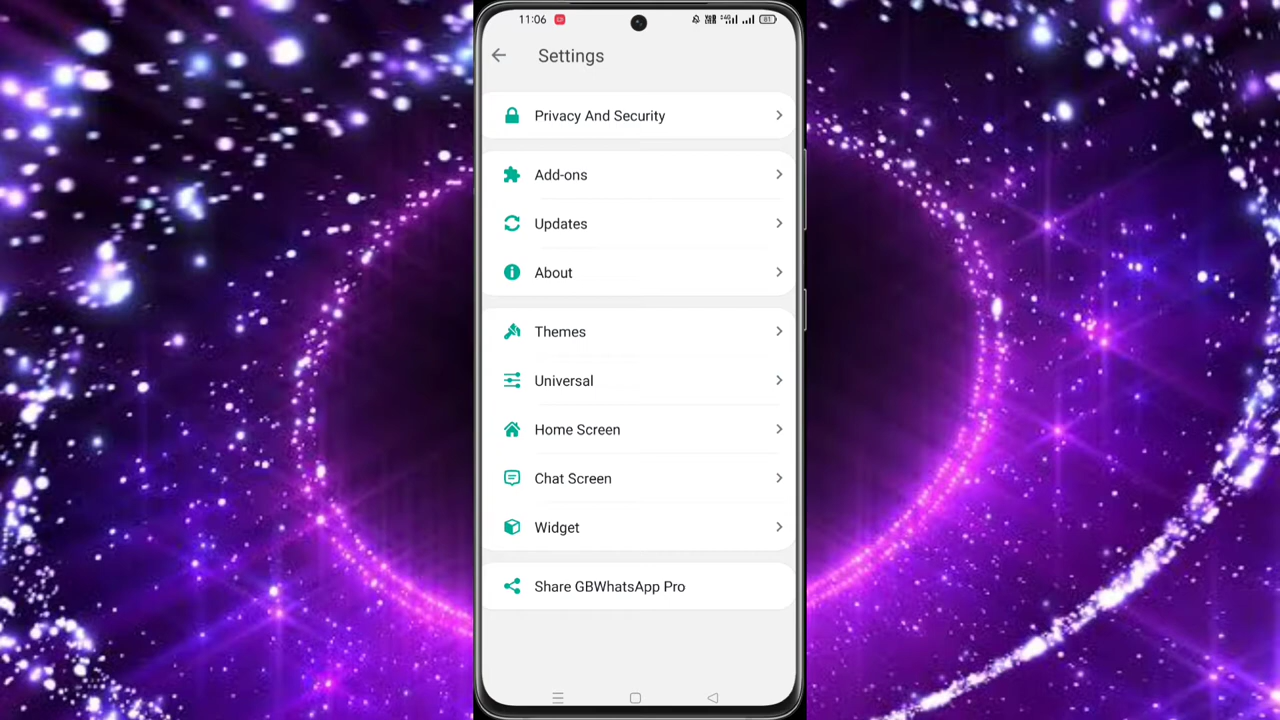 11:06
81
Settings
Privacy And Security
Add-ons
Updates
About
Themes
Universal
Home Screen
Chat Screen
Widget
Share GBWhatsApp Pro